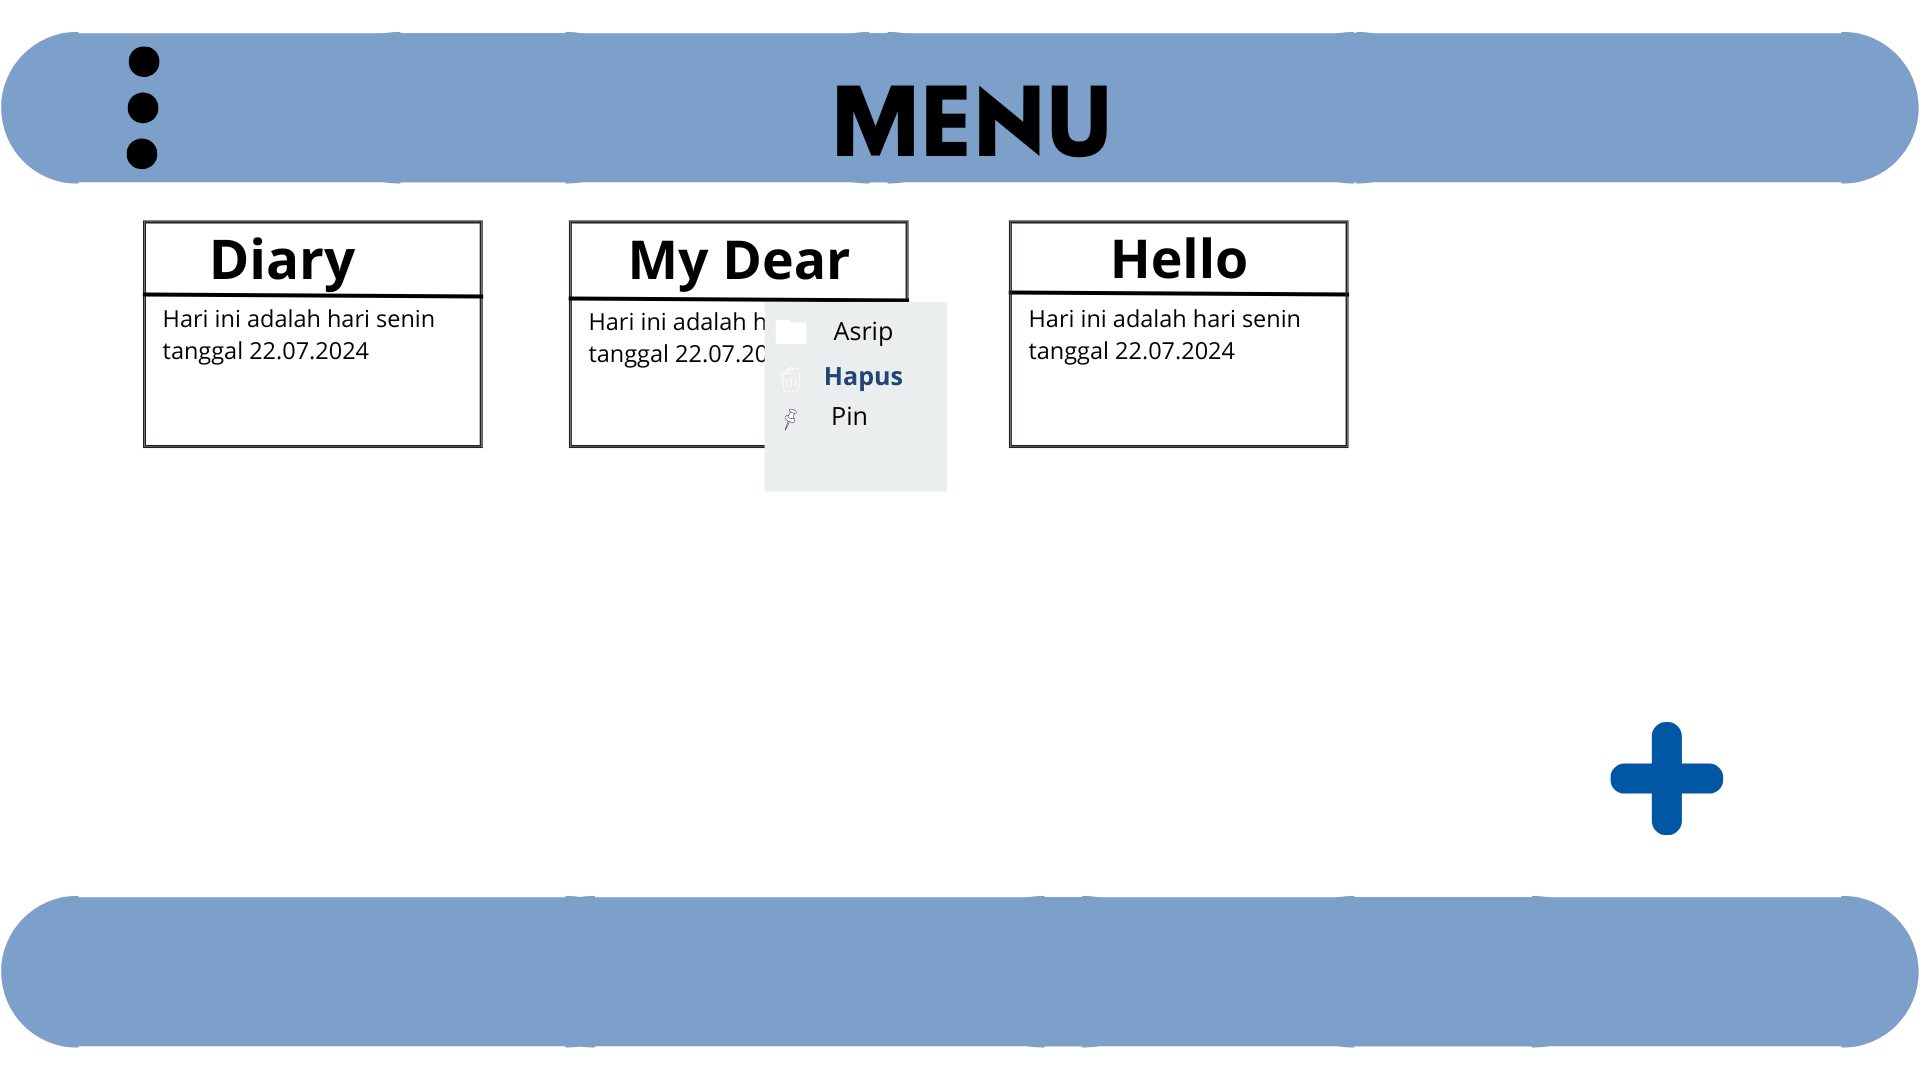 MENU
Diary
Hari ini adalah hari senin
tanggal 22.07.2024
My Dear
Hari ini adalah h
tanggal 22.07.20
Asrip
Hapus
Pin
Hello
Hari ini adalah hari senin
tanggal 22.07.2024